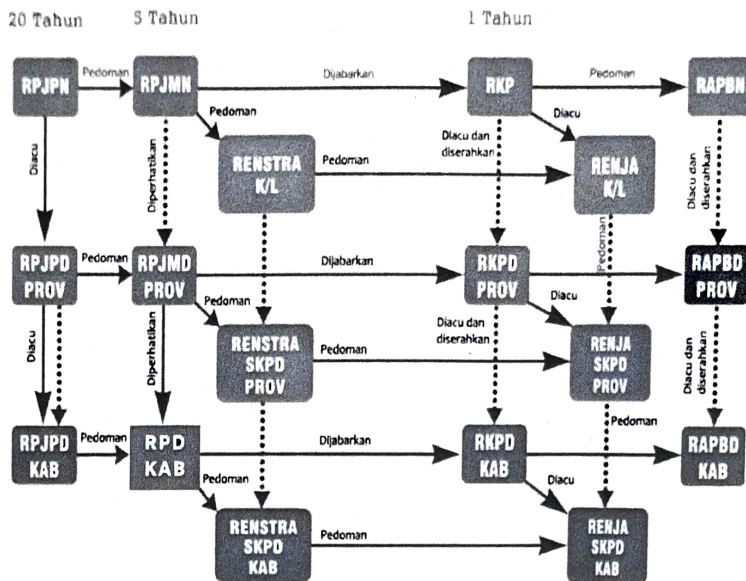 20 Tahun
5 Tahun
1 Tahun
RPJPN
Pedoman
RPJMN
Dijabarkan
RKP
Pedoman
RAPBN
Diacu
Diperhatikan
Pedoman
RENSTRA
K/L
Pedoman
Diacu dan
diserahkan
Diacu
RENJA
K/L
Diacu dan
diserahkan
RPJPD
PROV
Pedoman
RPJMD
PROV
Dijabarkan
RKPD
PROV
Pedoman
RAPBD
PROV
Diacu
Diperhatikan
Pedoman
RENSTRA
SKPD
PROV
Pedoman
Diacu dan
diserahkan
Diacu
RENJA
SKPD
PROV
Pedoman
Diacu dan
diserahkan
RPJPD
KAB
Pedoman
RPD
KAB
Dijabarkan
RKPD
KAB
RAPBD
KAB
Pedoman
RENSTRA
SKPD
KAB
Pedoman
Diacu
RENJA
SKPD
KAB